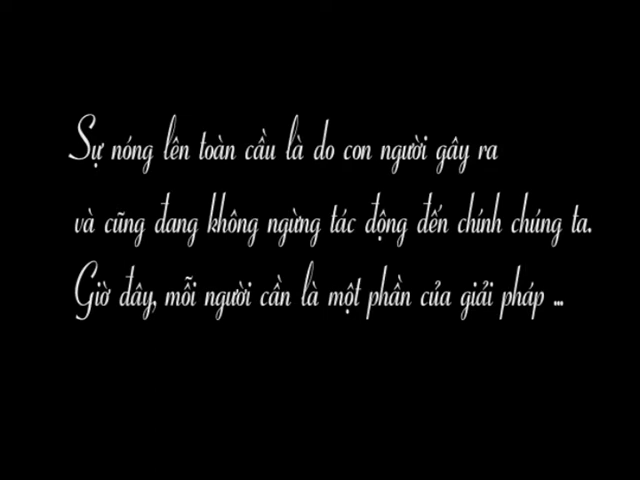 Sự nóng lên toàn cầu là do con người gây ra
và cũng đang không ngừng tác động đến chính chúng ta.
Giờ đây, mỗi người cần là một phần của giải pháp ...